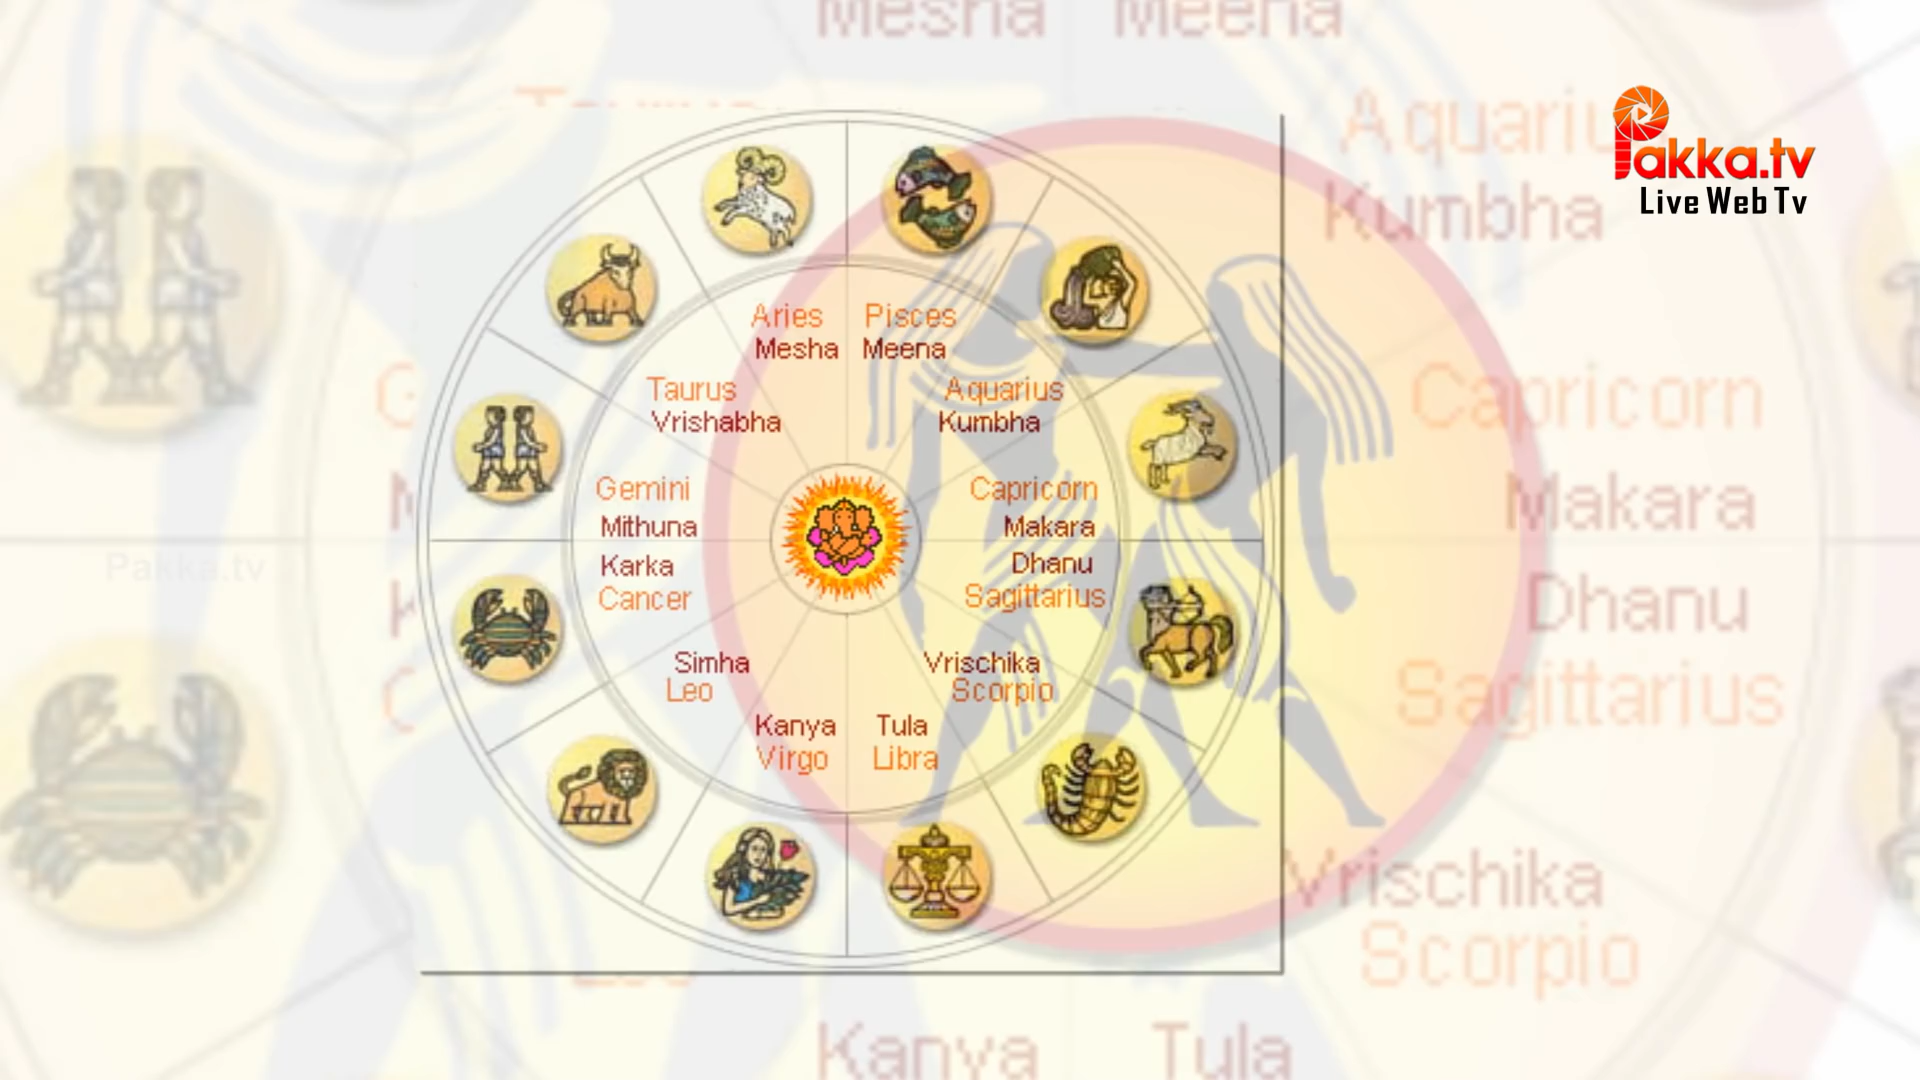 Mesha Meena
Aquariu
Kumbha
Pakka.tv
Live Web Tv
Aries Pisces
Mesha Meena
Taurus Aquarius
Vrishabha Kumbha
Gemini Capricorn
Mithuna Makara
Karka Dhanu
Cancer Sagittarius
Simha Vrischika
Leo Scorpio
Kanya Tula
Virgo Libra
Capricorn
Makara
Dhanu
Sagittarius
Pakka.tv
Vrischika
Scorpio
Kanya Tula